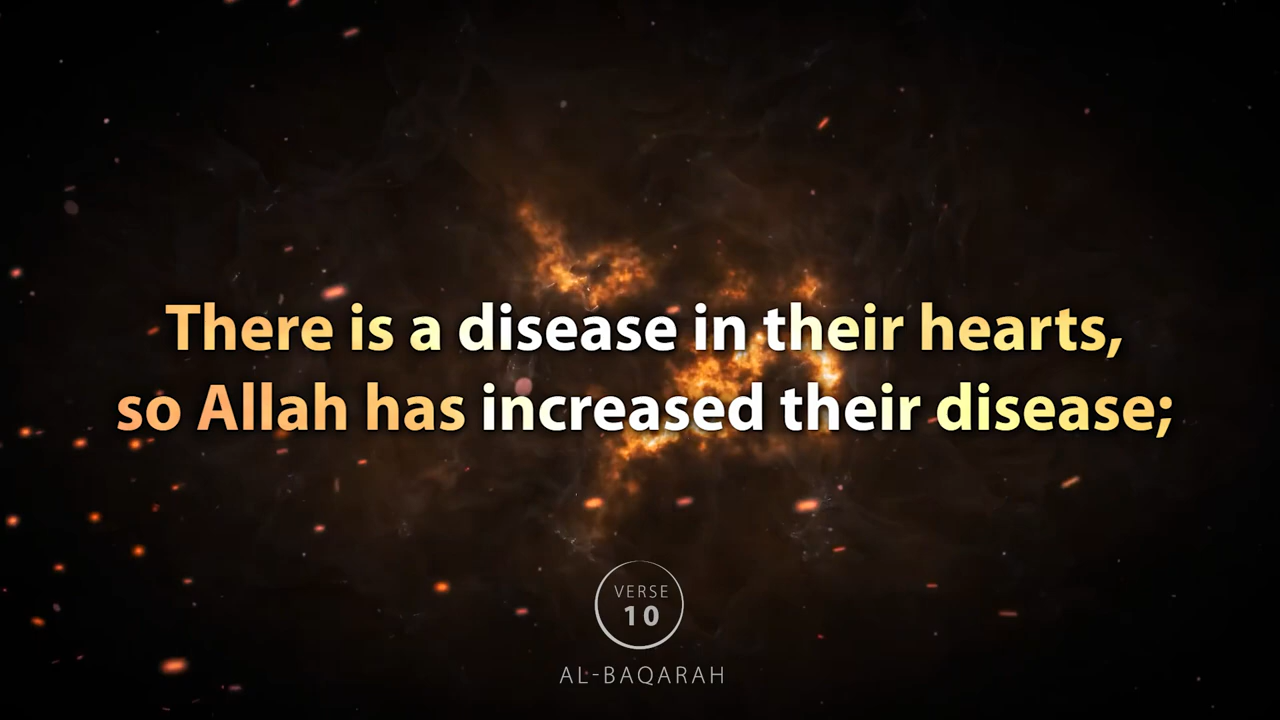 There is a disease in their hearts,
so Allah has increased their disease;
VERSE
10
AL-BAQARAH